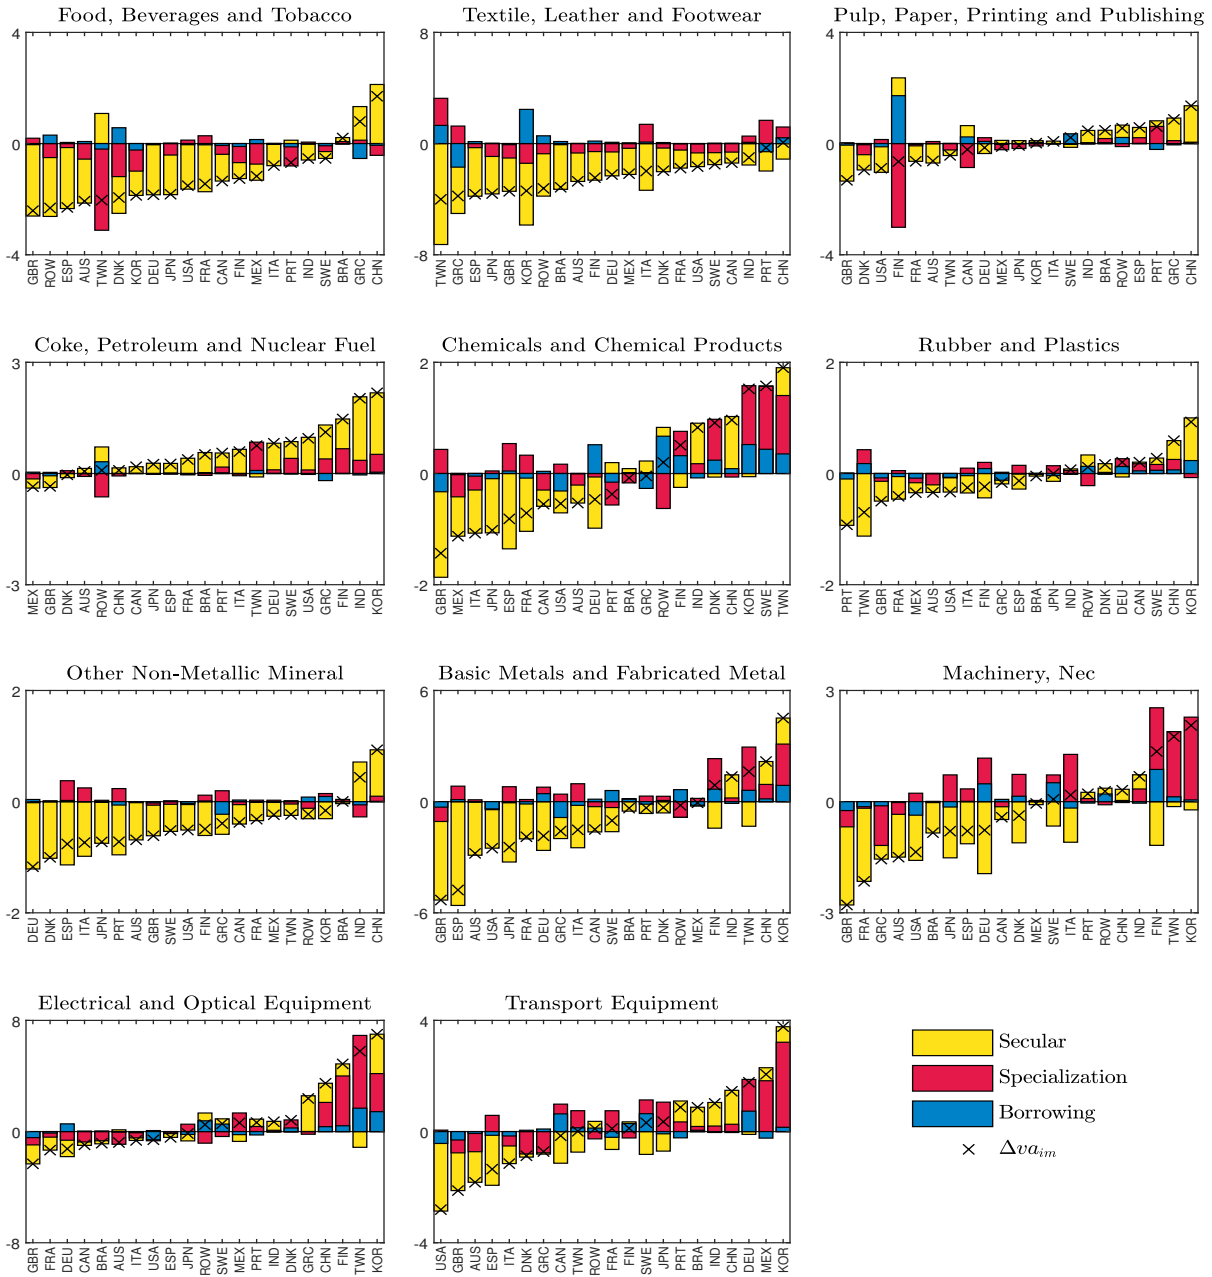 Food, Beverages and Tobacco
4
0
-4
GBR ROW ESP AUS TWN DNK KOR DEU JPN USA FRA CAN FIN MEX ITA PRT IND SWE BRA GRC CHN
Textile, Leather and Footwear
8
0
-8
TWN GRC ESP JPN GBR KOR ROW BRA AUS FIN DEU MEX ITA DNK FRA USA SWE CAN IND PRT CHN
Pulp, Paper, Printing and Publishing
4
0
-4
GBR DNK USA FIN FRA AUS TWN CAN DEU MEX JPN KOR ITA SWE IND BRA ROW ESP PRT GRC CHN
Coke, Petroleum and Nuclear Fuel
3
0
-3
MEX GBR DNK AUS ROW CHN CAN JPN ESP FRA BRA PRT ITA TWN DEU SWE USA GRC FIN IND KOR
Chemicals and Chemical Products
2
0
-2
GBR MEX ITA JPN ESP FRA CAN USA AUS DEU PRT BRA GRC ROW FIN IND DNK CHN KOR SWE TWN
Rubber and Plastics
2
0
-2
PRT TWN GBR FRA MEX AUS USA ITA FIN GRC ESP BRA JPN IND ROW DNK DEU CAN SWE CHN KOR
Other Non-Metallic Mineral
2
0
-2
DEU DNK ESP ITA JPN PRT AUS GBR SWE USA FIN GRC CAN FRA MEX TWN ROW KOR BRA IND CHN
Basic Metals and Fabricated Metal
6
0
-6
GBR ESP AUS USA JPN FRA DEU GRC ITA CAN SWE BRA PRT DNK ROW MEX FIN IND TWN CHN KOR
Machinery, Nec
3
0
-3
GBR FRA GRC AUS USA BRA JPN ESP DEU CAN DNK MEX SWE ITA PRT ROW CHN IND FIN TWN KOR
Electrical and Optical Equipment
8
0
-8
GBR FRA DEU CAN BRA AUS ITA USA ESP JPN ROW SWE MEX PRT IND DNK GRC CHN FIN TWN KOR
Transport Equipment
4
0
-4
USA GBR AUS ESP ITA DNK GRC CAN TWN ROW FRA FIN SWE JPN PRT BRA IND CHN DEU MEX KOR
Secular
Specialization
Borrowing
Δva_im